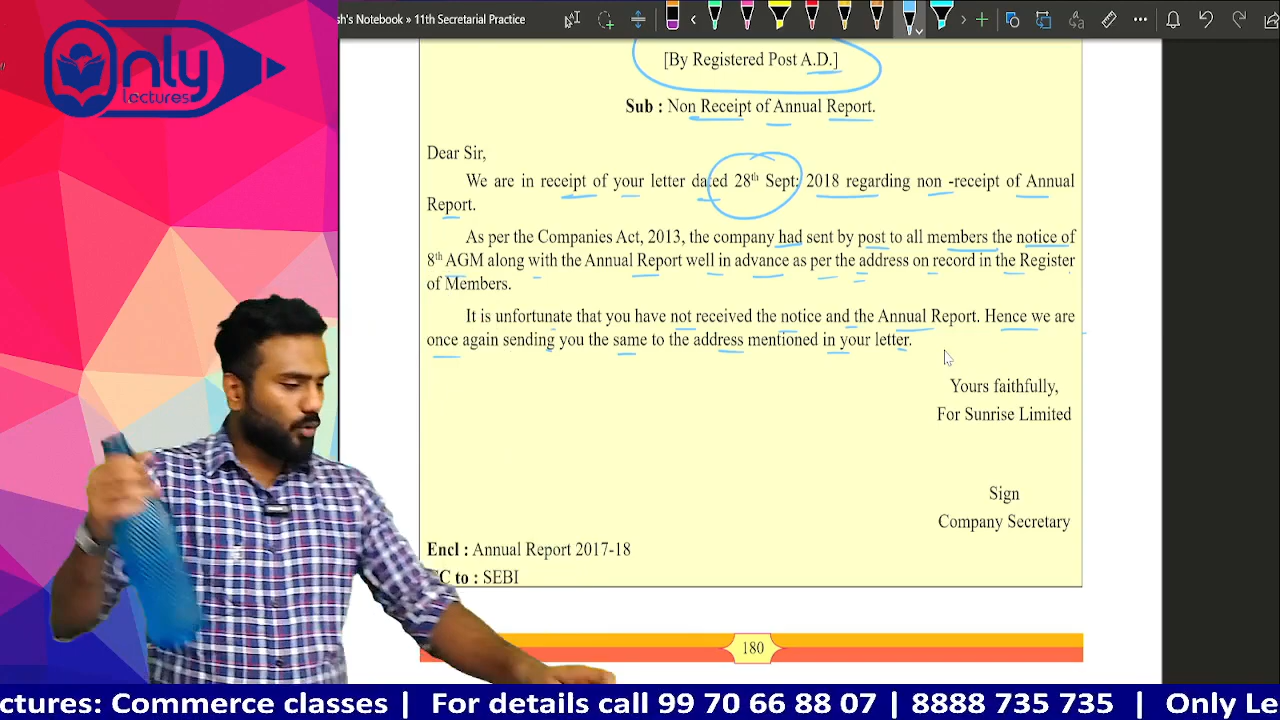 sh's Notebook » 11th Secretarial Practice
Only
lectures
[By Registered Post A.D.]
Sub : Non Receipt of Annual Report.
Dear Sir,
We are in receipt of your letter dated 28th Sept. 2018 regarding non -receipt of Annual
Report.
As per the Companies Act, 2013, the company had sent by post to all members the notice of
8th AGM along with the Annual Report well in advance as per the address on record in the Register
of Members.
It is unfortunate that you have not received the notice and the Annual Report. Hence we are
once again sending you the same to the address mentioned in your letter.
Yours faithfully,
For Sunrise Limited
Sign
Company Secretary
Encl : Annual Report 2017-18
CC to : SEBI
180
ctures: Commerce classes | For details call 99 70 66 88 07 | 8888 735 735 | Only Le